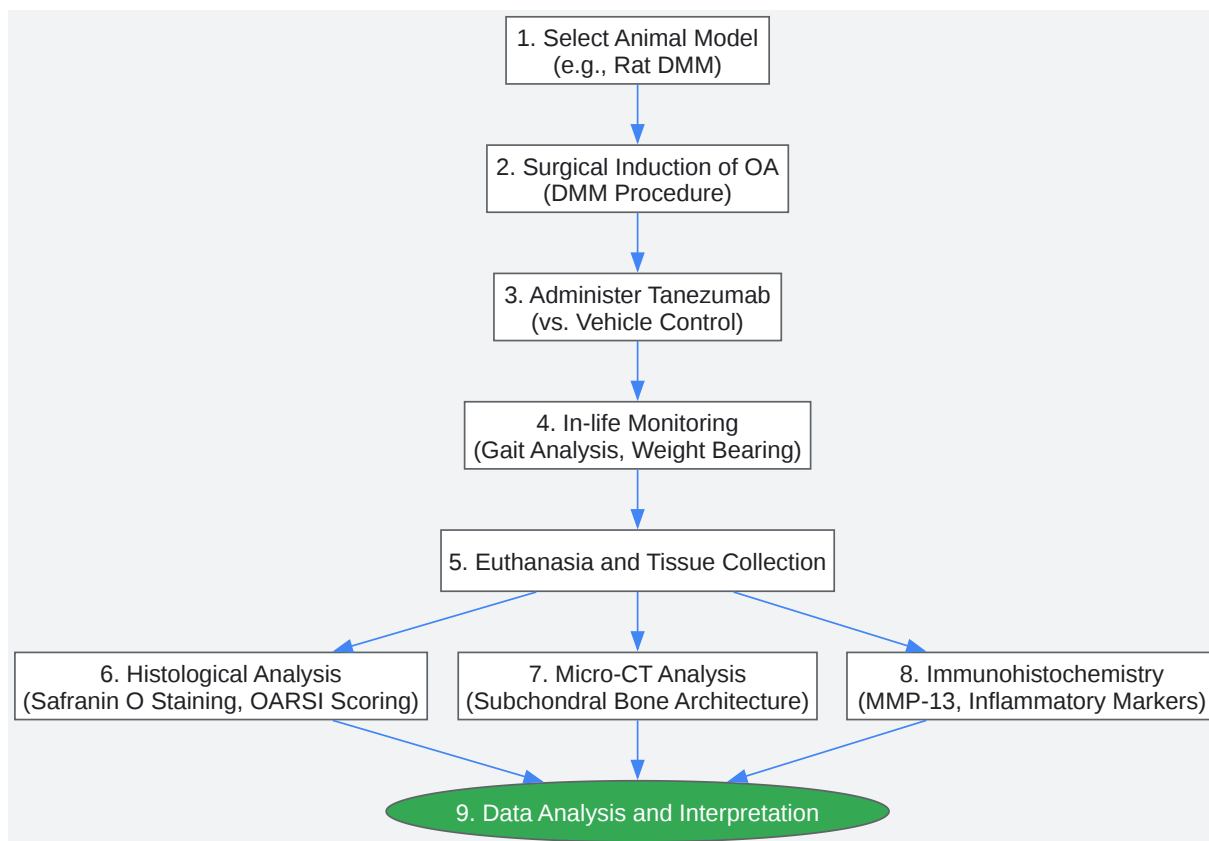 1. Select Animal Model
(e.g., Rat DMM)
2. Surgical Induction of OA
(DMM Procedure)
3. Administer Tanezumab
(vs. Vehicle Control)
4. In-life Monitoring
(Gait Analysis, Weight Bearing)
5. Euthanasia and Tissue Collection
6. Histological Analysis
(Safranin O Staining, OARSI Scoring)
7. Micro-CT Analysis
(Subchondral Bone Architecture)
8. Immunohistochemistry
(MMP-13, Inflammatory Markers)
9. Data Analysis and Interpretation